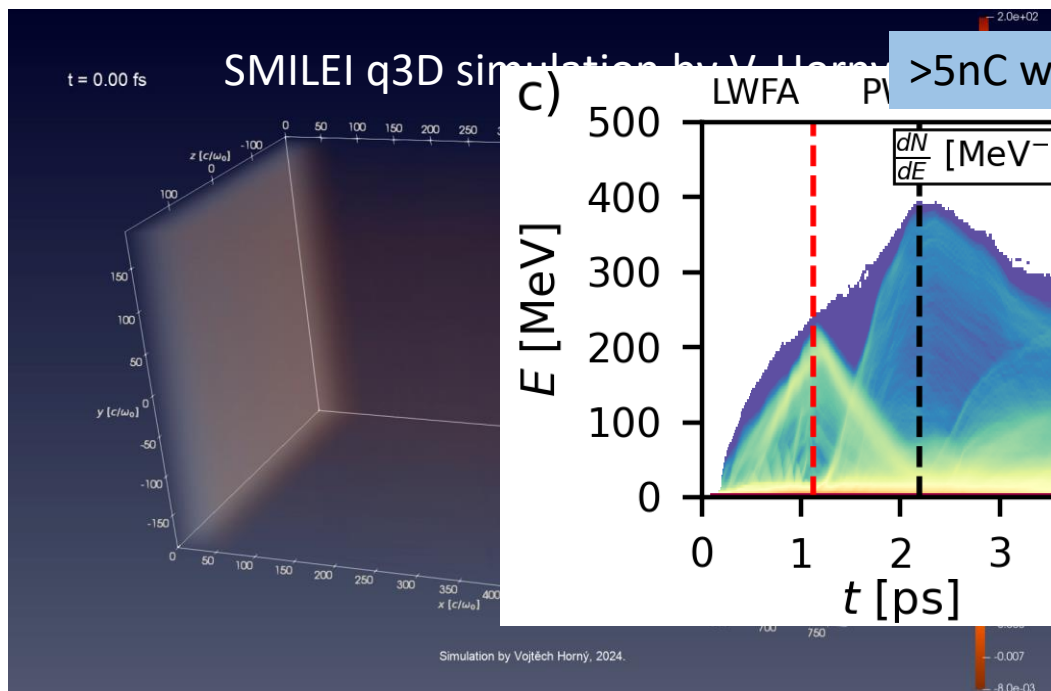 2.0e+02
t = 0.00 fs
SMILEI q3D simulation by V. Horný
>5nC w
c)
LWFA
0 50 100 150 200 250
z [c/ω₀]
-100
0
100
150
100
50
0
-50
-100
-150
y [c/ω₀]
0 50 100 150 200 250 300 350 400
x [c/ω₀]
500
400
300
200
100
0
E [MeV]
dN
dE [MeV⁻
0 1 2 3
t [ps]
750
-0.007
-8.0e-03
Simulation by Vojtěch Horný, 2024.